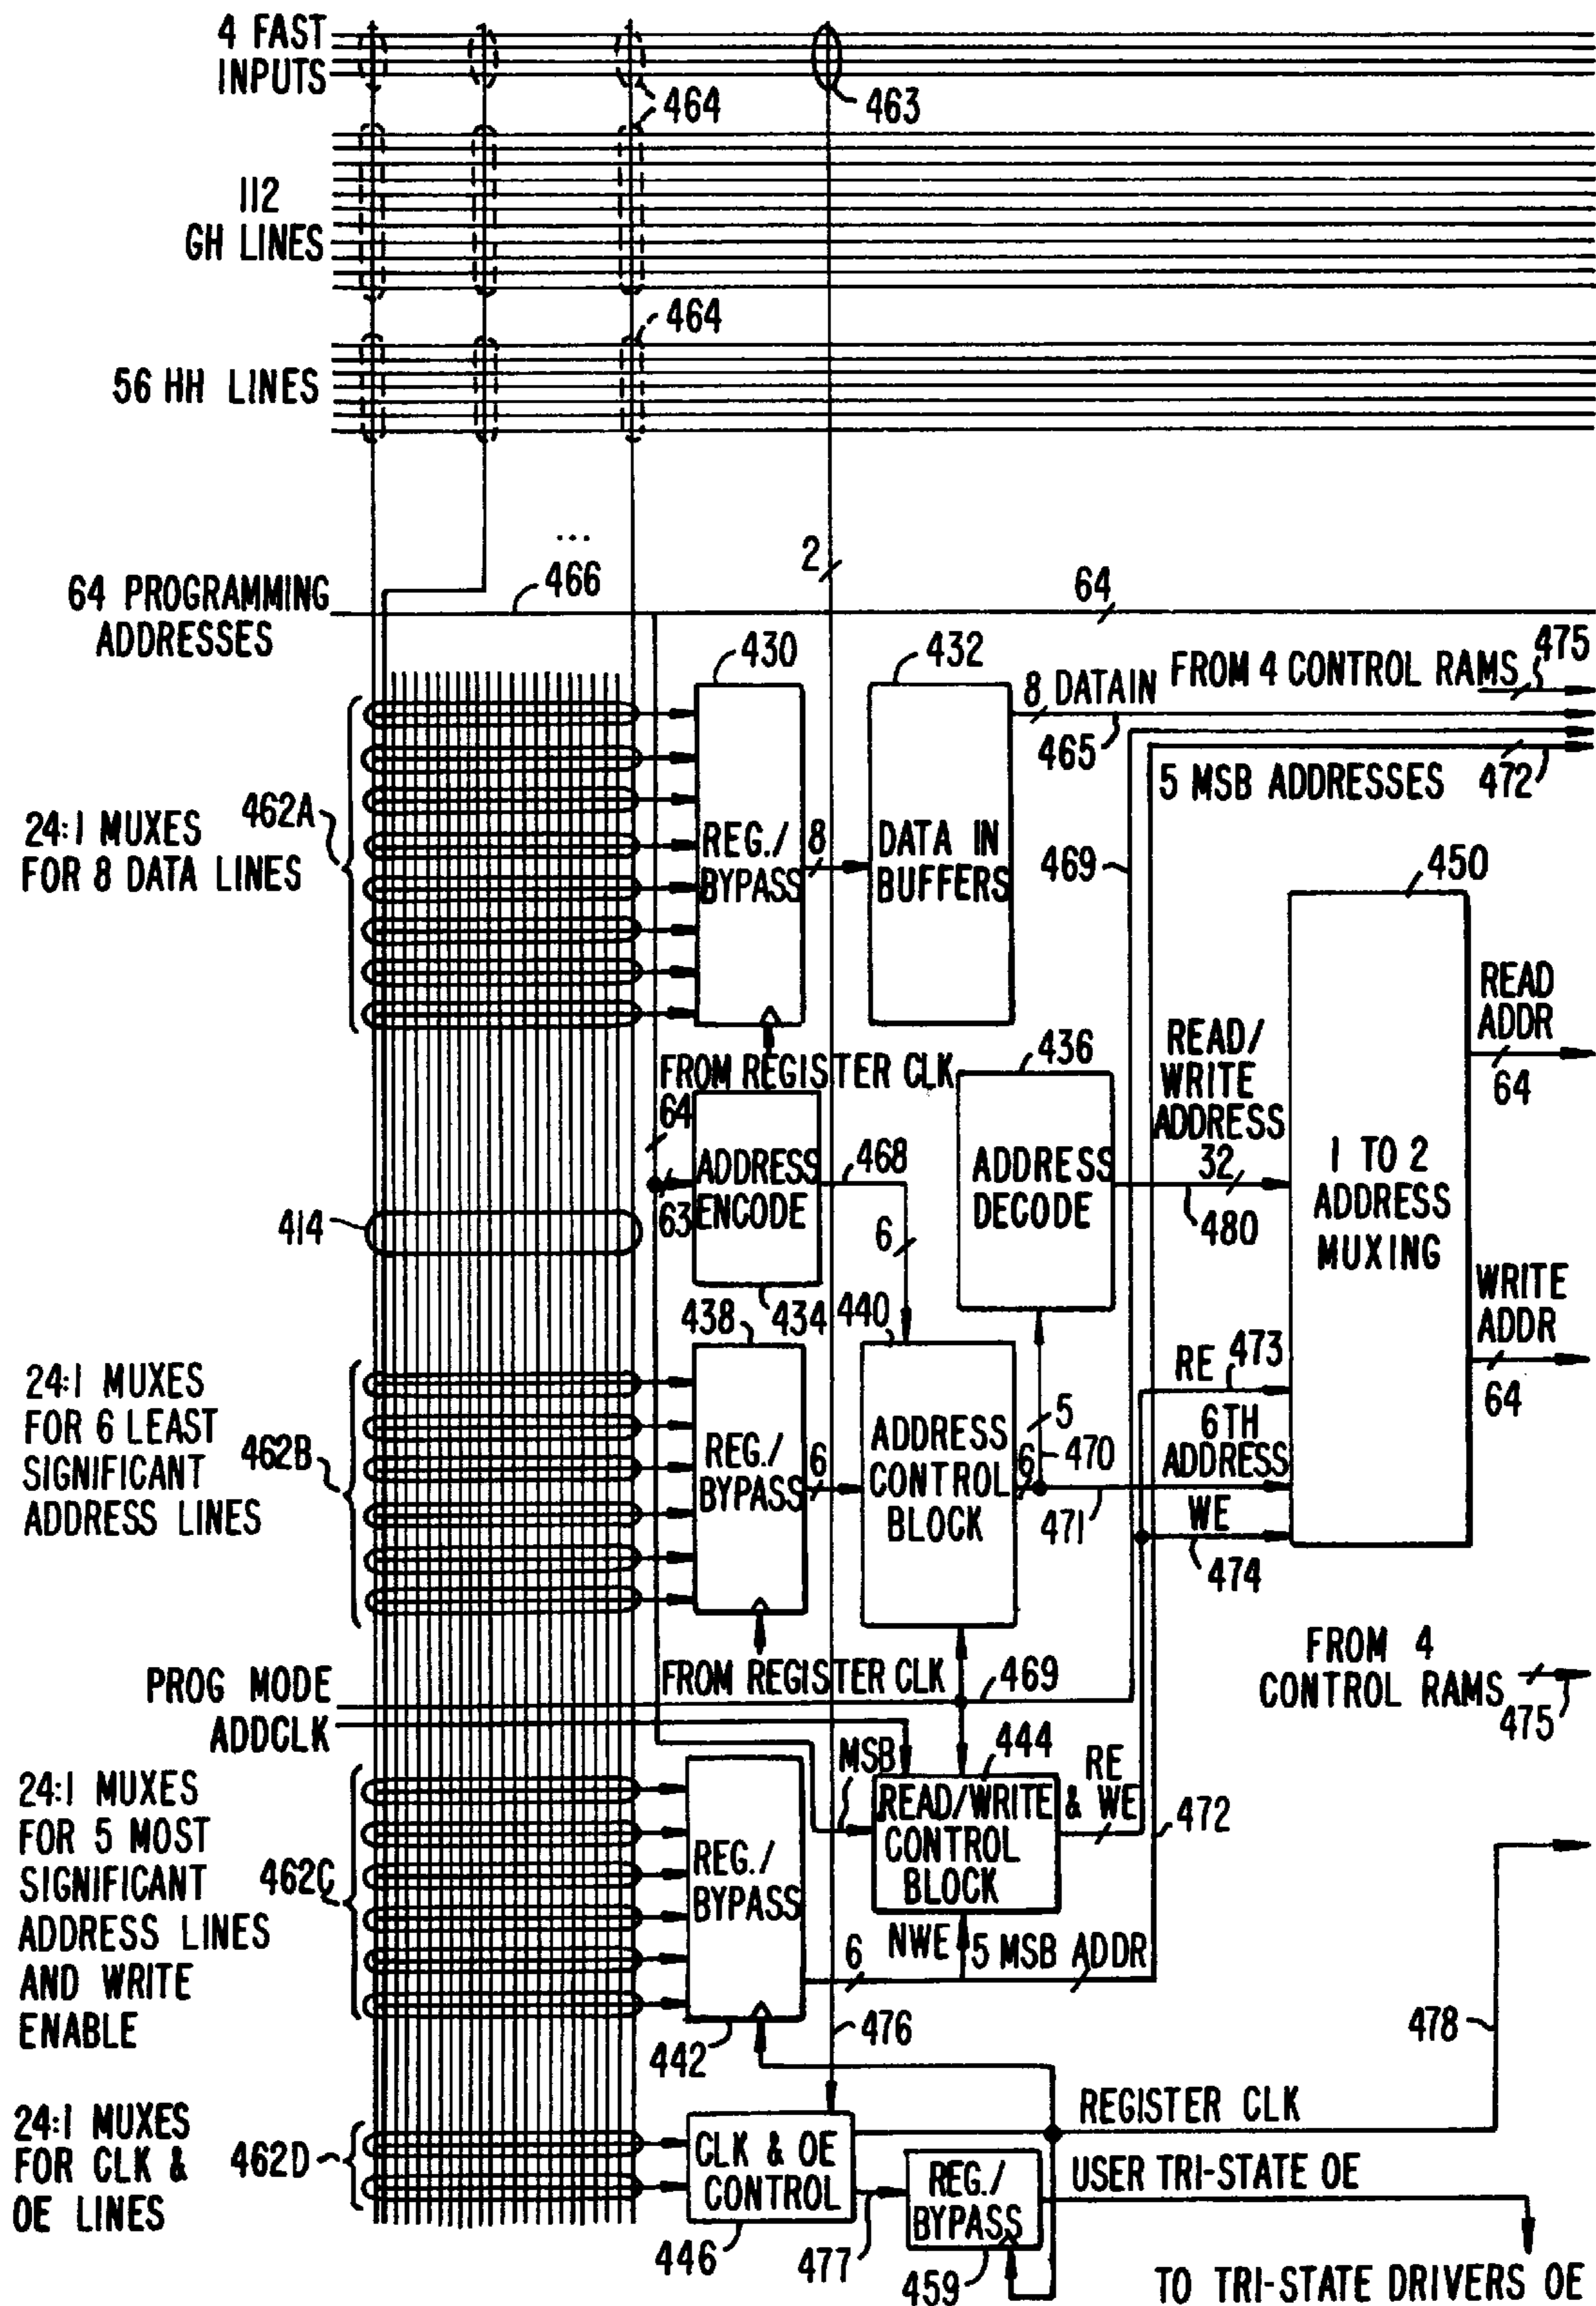 4 FAST
INPUTS
464
463
112
GH LINES
464
56 HH LINES
...
2
64 PROGRAMMING
ADDRESSES
466
64
430
432
FROM 4 CONTROL RAMS
475
8 DATAIN
465
5 MSB ADDRESSES
472
24:1 MUXES
FOR 8 DATA LINES
462A
REG./
BYPASS
8
DATA IN
BUFFERS
469
450
READ
ADDR
64
FROM REGISTER CLK
436
READ/
WRITE
ADDRESS
32
480
64
63
ADDRESS
ENCODE
468
6
ADDRESS
DECODE
1 TO 2
ADDRESS
MUXING
414
434
438
440
WRITE
ADDR
64
24:1 MUXES
FOR 6 LEAST
SIGNIFICANT
ADDRESS LINES
462B
REG./
BYPASS
6
ADDRESS
CONTROL
BLOCK
6
5
470
471
RE
473
6TH
ADDRESS
WE
474
FROM REGISTER CLK
469
FROM 4
CONTROL RAMS
475
PROG MODE
ADDCLK
MSB
444
READ/WRITE
CONTROL
BLOCK
RE
& WE
472
24:1 MUXES
FOR 5 MOST
SIGNIFICANT
ADDRESS LINES
AND WRITE
ENABLE
462C
REG./
BYPASS
6
NWE
5 MSB ADDR
442
476
478
24:1 MUXES
FOR CLK &
OE LINES
462D
CLK & OE
CONTROL
446
477
REG./
BYPASS
459
REGISTER CLK
USER TRI-STATE OE
TO TRI-STATE DRIVERS OE